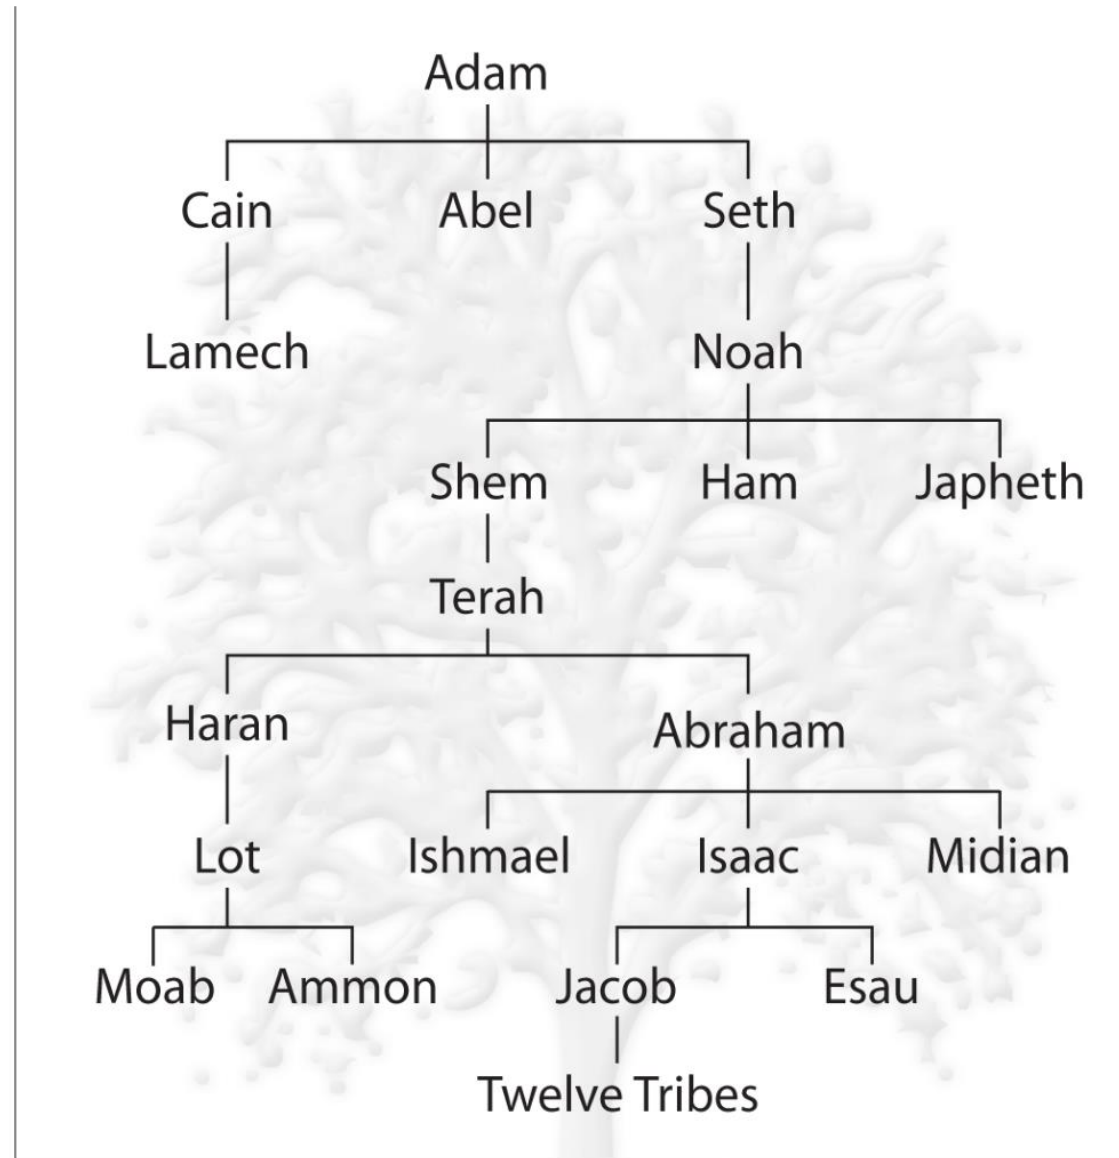 Adam
Cain Abel Seth
Lamech Noah
Shem Ham Japheth
Terah
Haran Abraham
Lot Ishmael Isaac Midian
Moab Ammon Jacob Esau
Twelve Tribes